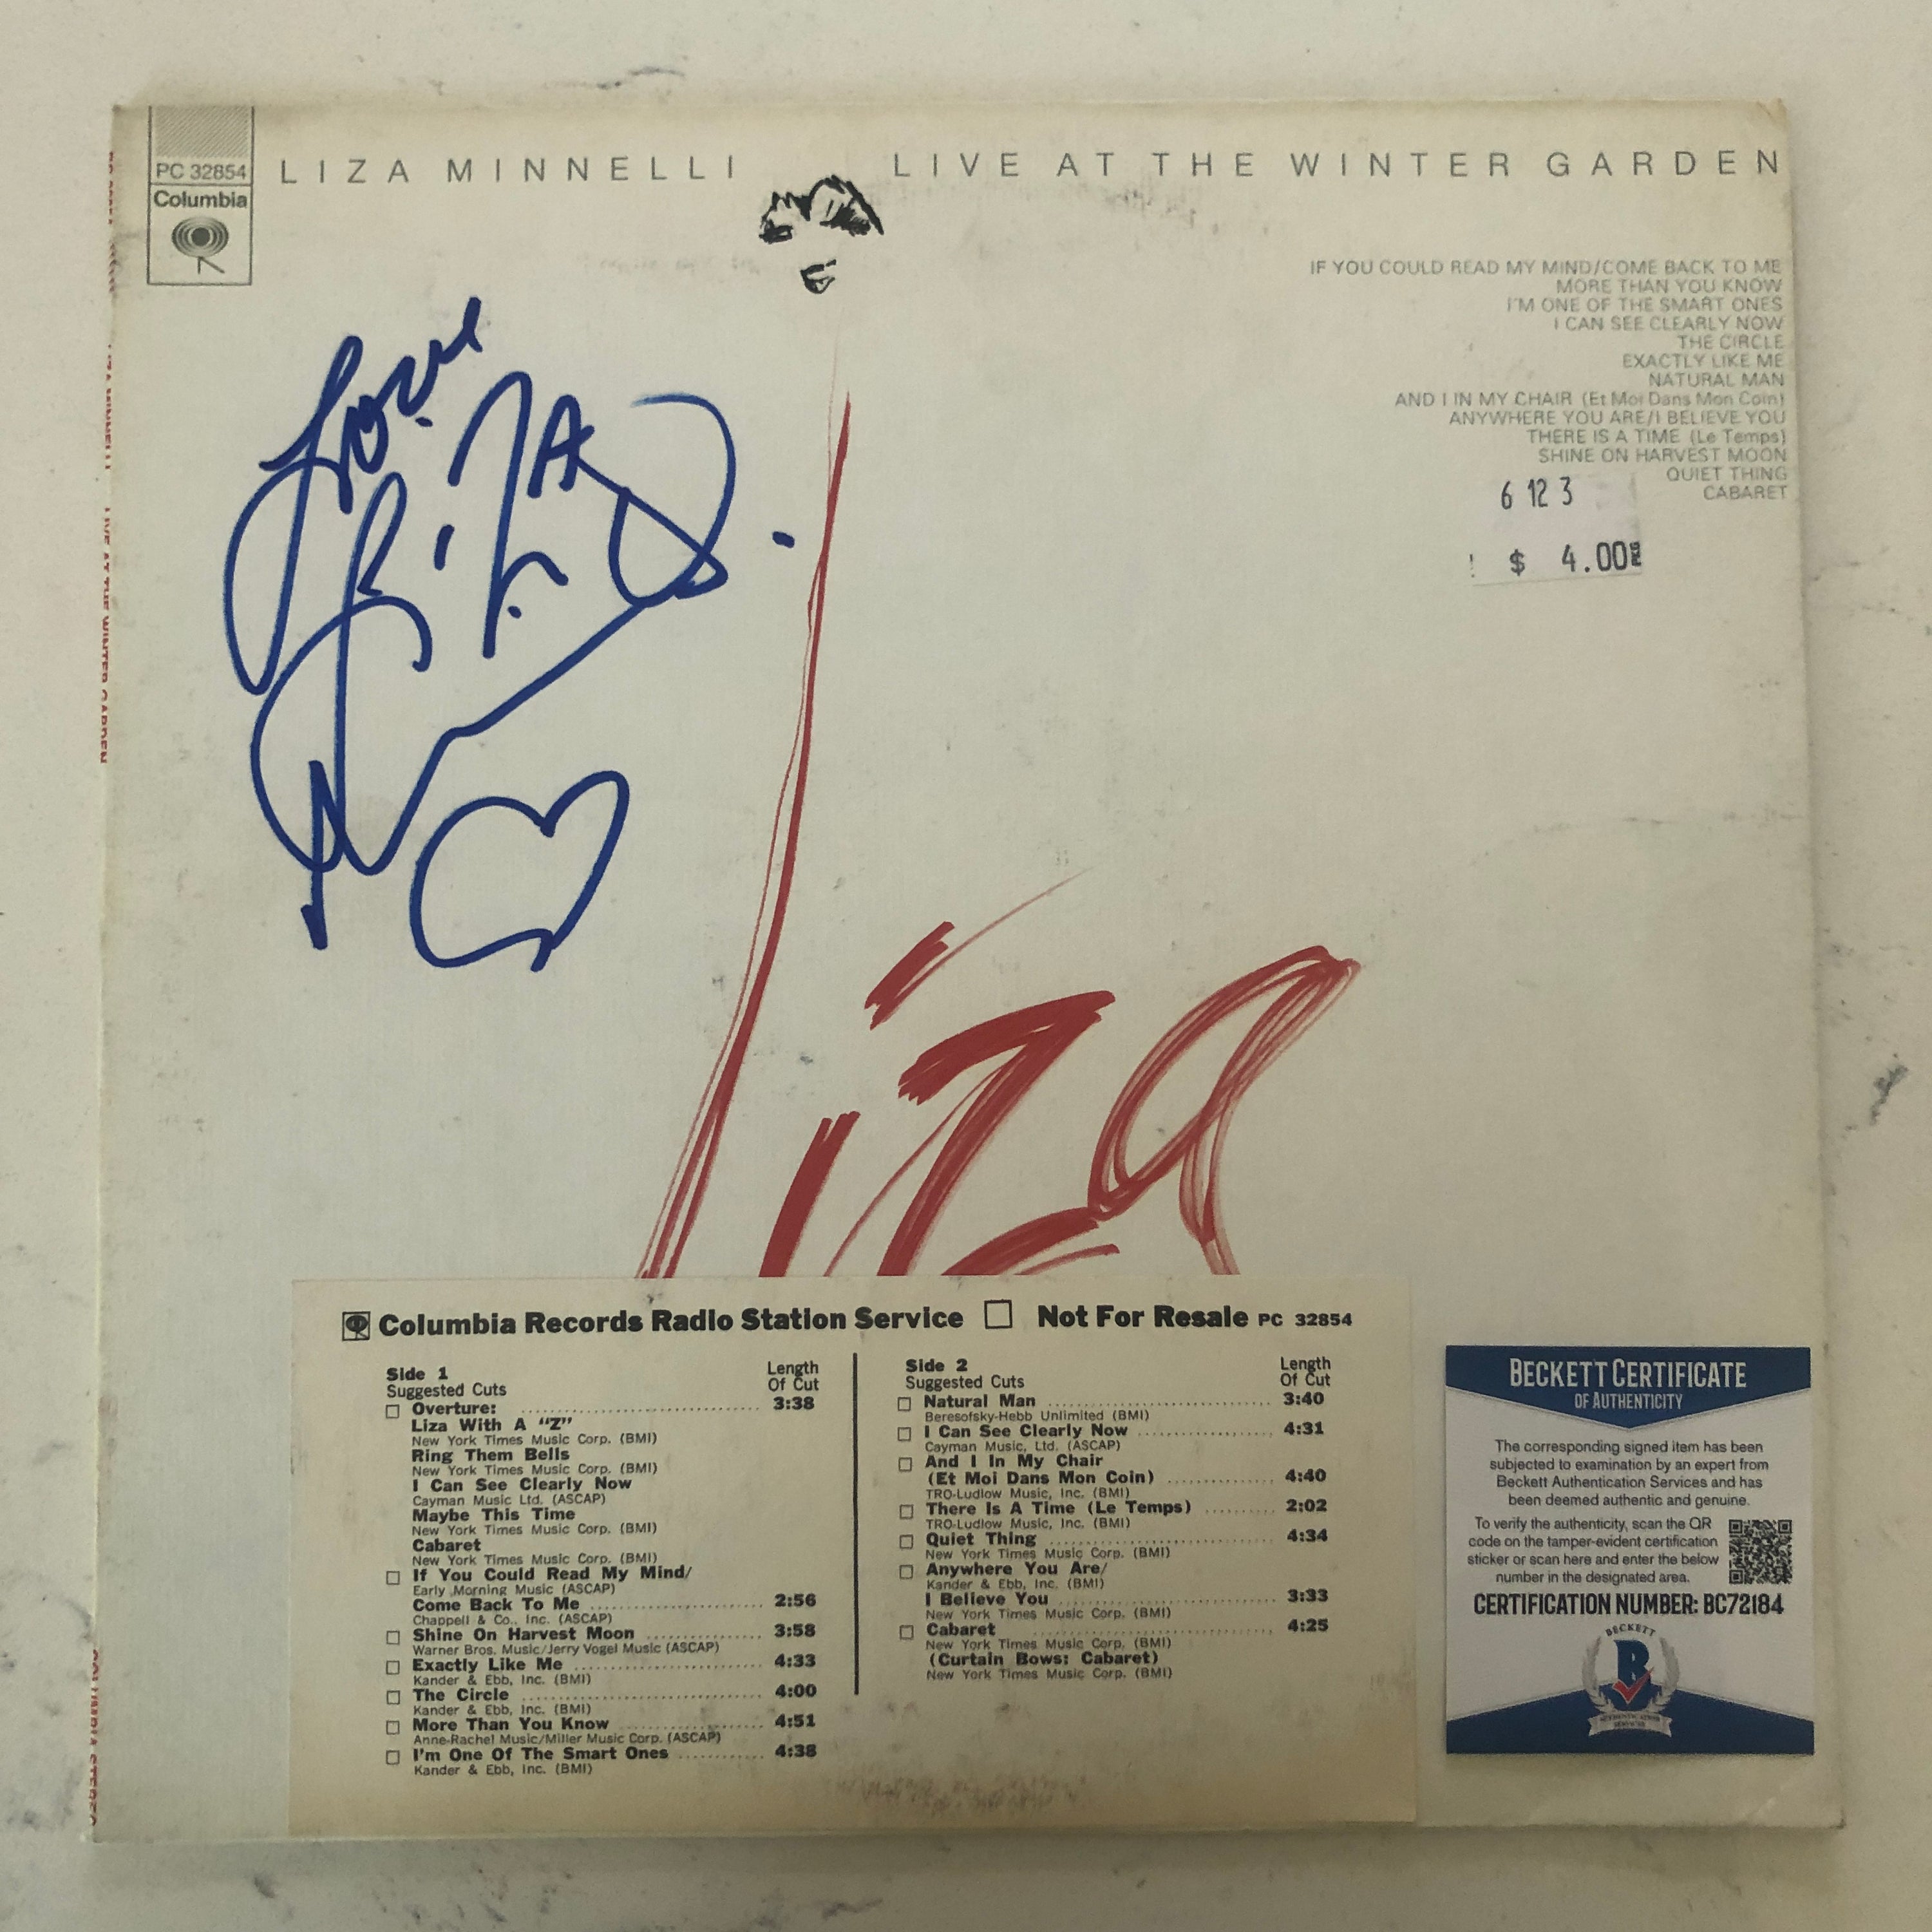 PC 32854
Columbia
LIZA MINNELLI LIVE AT THE WINTER GARDEN
IF YOU COULD READ MY MIND/COME BACK TO ME
MORE THAN YOU KNOW
I'M ONE OF THE SMART ONES
I CAN SEE CLEARLY NOW
THE CIRCLE
EXACTLY LIKE ME
NATURAL MAN
AND I IN MY CHAIR (Et Moi Dans Mon Coin)
ANYWHERE YOU ARE/I BELIEVE YOU
THERE IS A TIME (Le Temps)
SHINE ON HARVEST MOON
QUIET THING
CABARET
6 12 3
$ 4.00
Love
LiZA
liza
Columbia Records Radio Station Service □ Not For Resale PC 32854
Side 1 Length
Suggested Cuts Of Cut
□ Overture: 3:38
Liza With A “Z”
New York Times Music Corp. (BMI)
Ring Them Bells
New York Times Music Corp. (BMI)
I Can See Clearly Now
Cayman Music Ltd. (ASCAP)
Maybe This Time
New York Times Music Corp. (BMI)
Cabaret
New York Times Music Corp. (BMI)
□ If You Could Read My Mind/
Early Morning Music (ASCAP)
Come Back To Me 2:56
Chappell & Co., Inc. (ASCAP)
□ Shine On Harvest Moon 3:58
Warner Bros. Music/Jerry Vogel Music (ASCAP)
□ Exactly Like Me 4:33
Kander & Ebb, Inc. (BMI)
□ The Circle 4:00
Kander & Ebb, Inc. (BMI)
□ More Than You Know 4:51
Anne-Rachel Music/Miller Music Corp. (ASCAP)
□ I'm One Of The Smart Ones 4:38
Kander & Ebb, Inc. (BMI)
Side 2 Length
Suggested Cuts Of Cut
□ Natural Man 3:40
Beresofsky-Hebb Unlimited (BMI)
□ I Can See Clearly Now 4:31
Cayman Music, Ltd. (ASCAP)
□ And I In My Chair
(Et Moi Dans Mon Coin) 4:40
TRO-Ludlow Music, Inc. (BMI)
□ There Is A Time (Le Temps) 2:02
TRO-Ludlow Music, Inc. (BMI)
□ Quiet Thing 4:34
New York Times Music Corp. (BMI)
□ Anywhere You Are/
Kander & Ebb, Inc. (BMI)
I Believe You 3:33
New York Times Music Corp. (BMI)
□ Cabaret 4:25
New York Times Music Corp. (BMI)
(Curtain Bows: Cabaret)
New York Times Music Corp. (BMI)
BECKETT CERTIFICATE
OF AUTHENTICITY
The corresponding signed item has been
subjected to examination by an expert from
Beckett Authentication Services and has
been deemed authentic and genuine.
To verify the authenticity, scan the QR
code on the tamper-evident certification
sticker or scan here and enter the below
number in the designated area.
CERTIFICATION NUMBER: BC72184
BECKETT
B
AUTHENTICATION
SERVICES